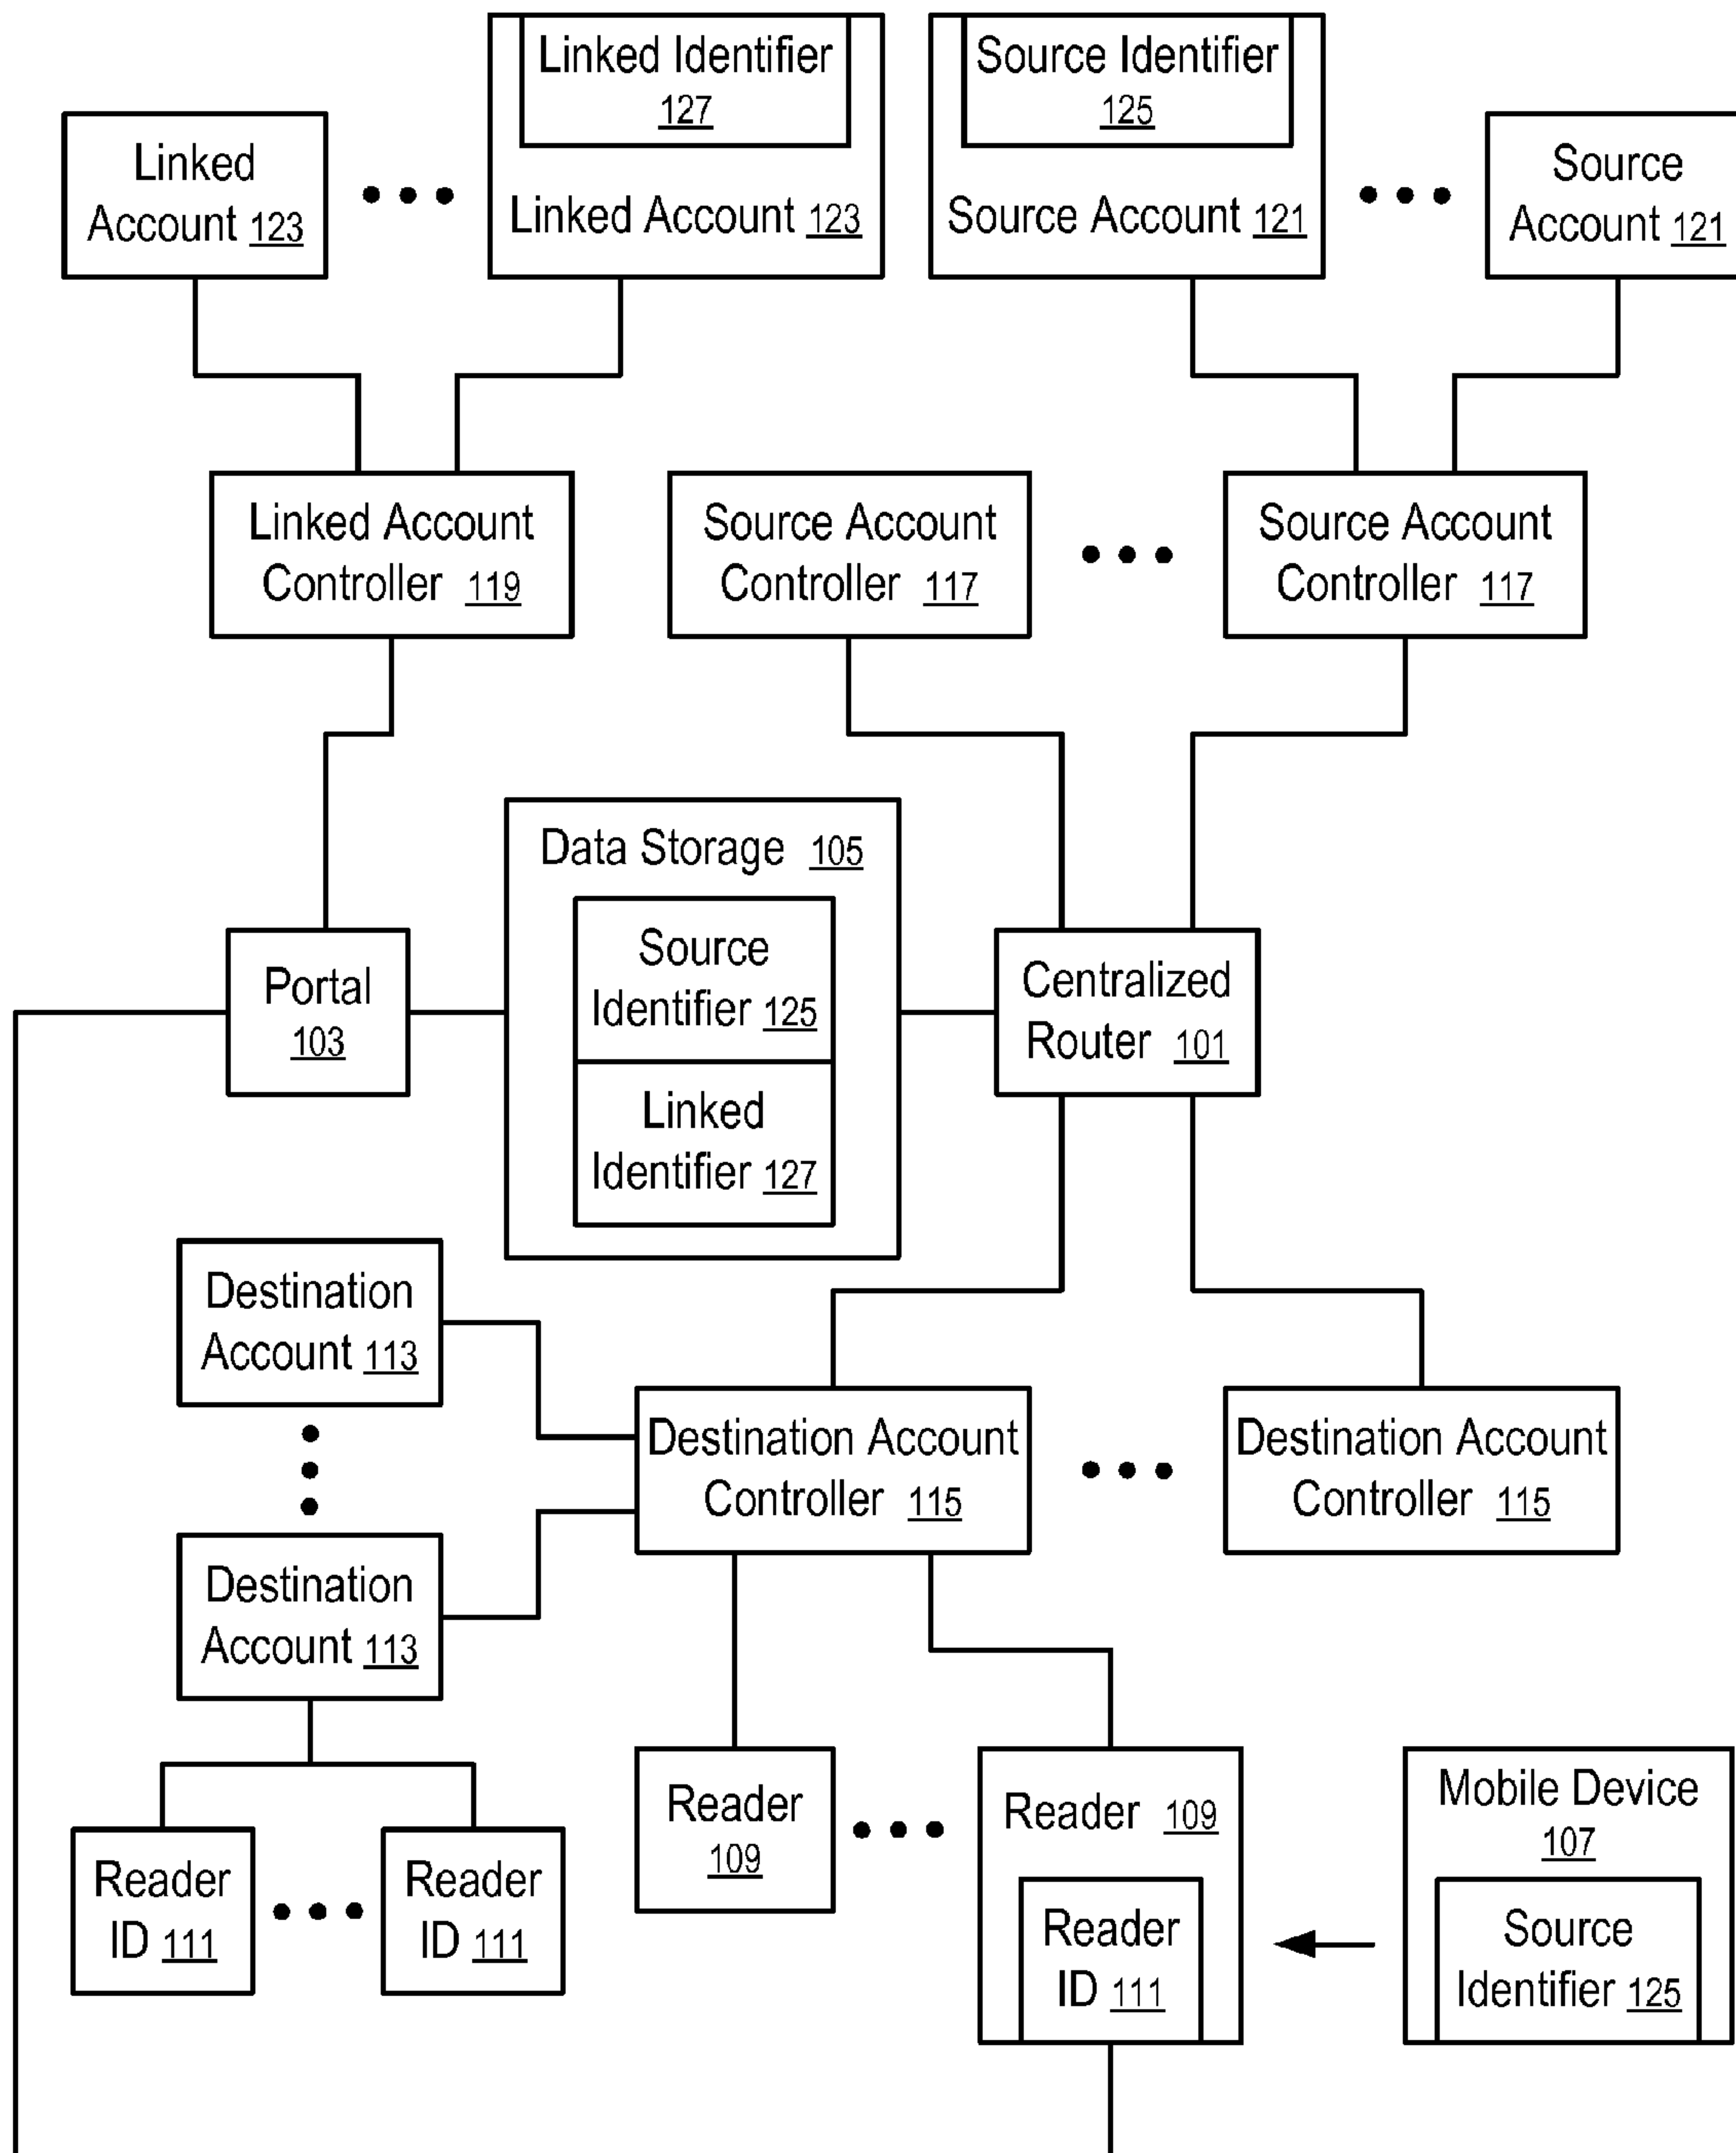 Linked Identifier
127
Linked Account 123
Source Identifier
125
Source Account 121
Linked
Account 123
Source
Account 121
Linked Account
Controller 119
Source Account
Controller 117
Source Account
Controller 117
Data Storage 105
Source
Identifier 125
Linked
Identifier 127
Portal
103
Centralized
Router 101
Destination
Account 113
Destination Account
Controller 115
Destination Account
Controller 115
Destination
Account 113
Reader
ID 111
Reader
ID 111
Reader
109
Reader 109
Reader
ID 111
Mobile Device
107
Source
Identifier 125